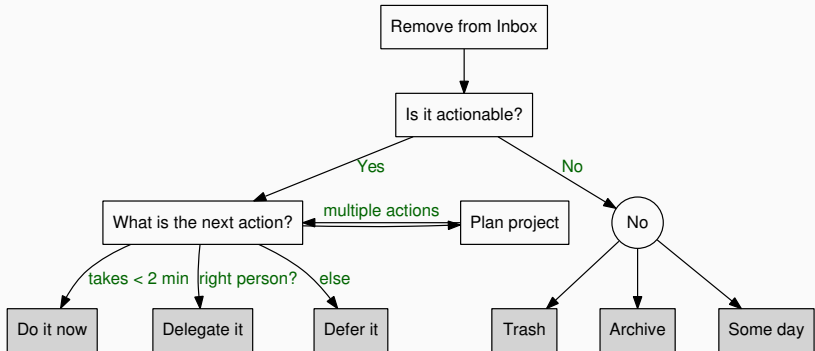 Remove from Inbox
Is it actionable?
Yes
No
What is the next action?
multiple actions
Plan project
No
takes < 2 min
right person?
else
Do it now
Delegate it
Defer it
Trash
Archive
Some day